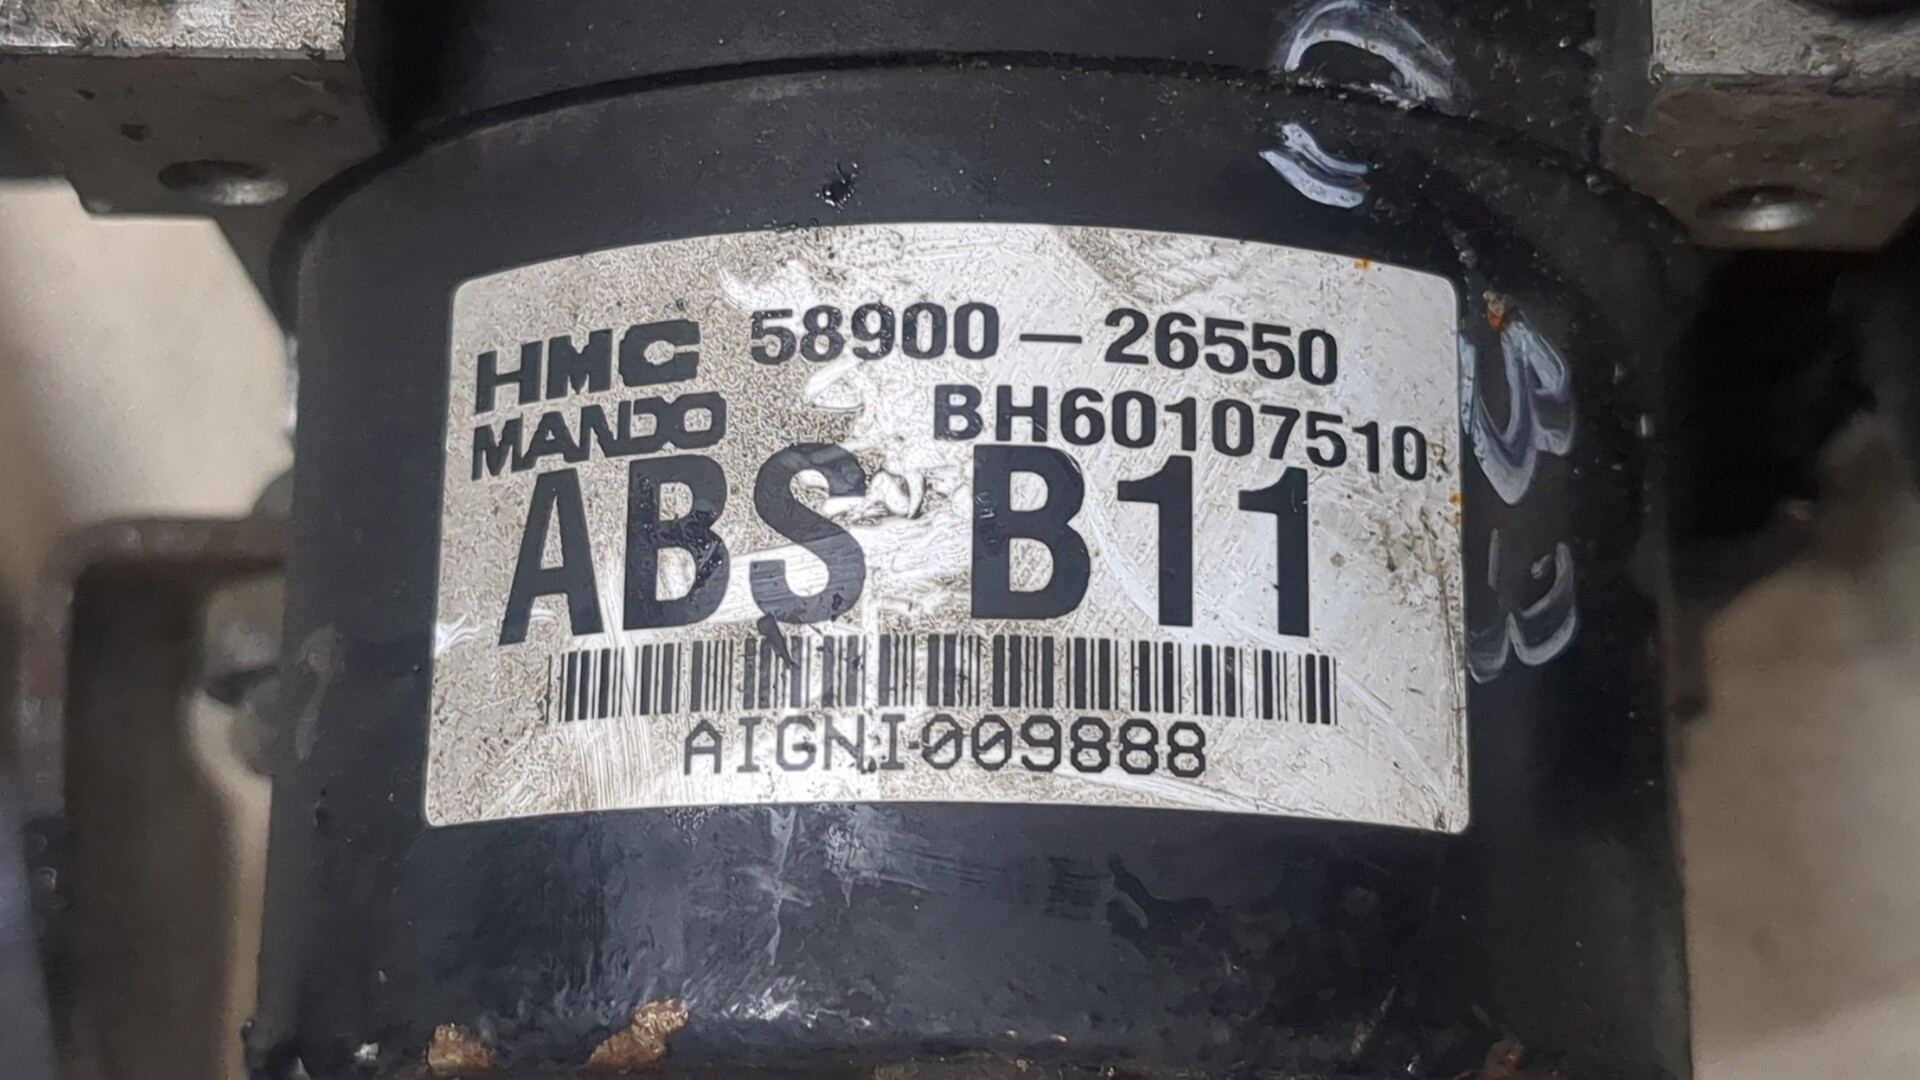 HMC 58900-26550
MANDO BH60107510
ABS B11
AIGNI009888